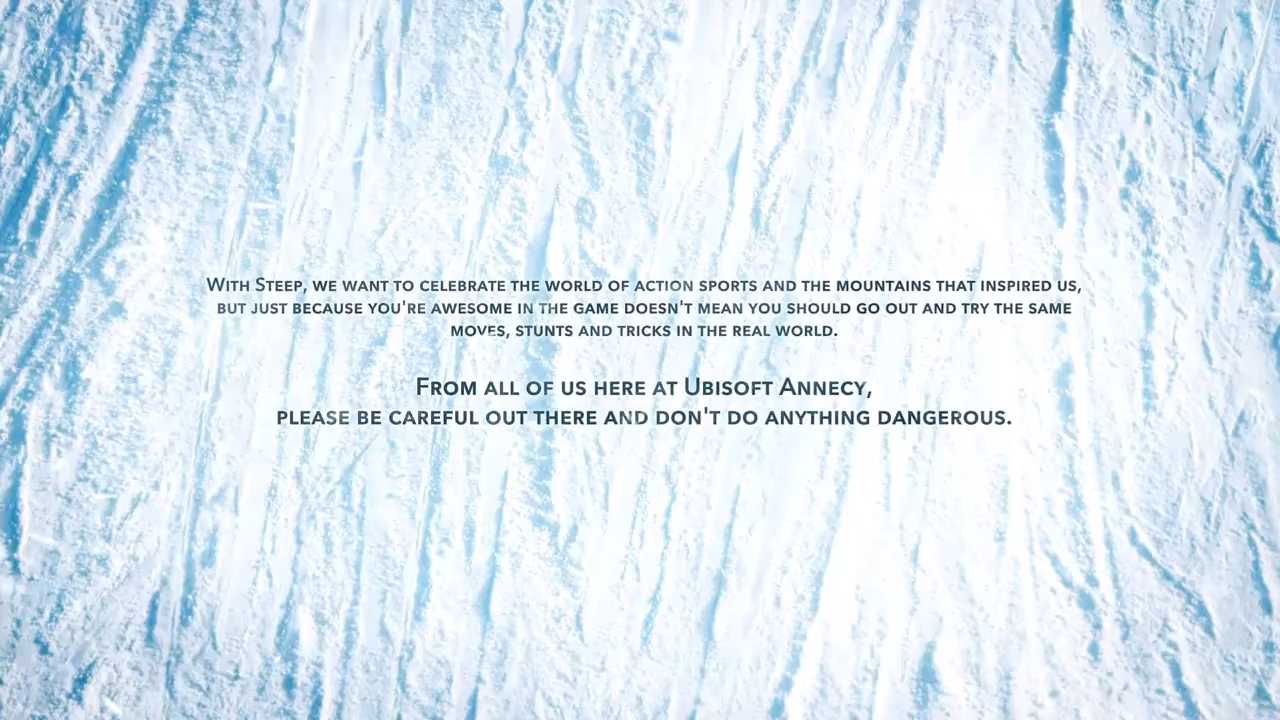 With Steep, we want to celebrate the world of action sports and the mountains that inspired us,
but just because you're awesome in the game doesn't mean you should go out and try the same
moves, stunts and tricks in the real world.
From all of us here at Ubisoft Annecy,
please be careful out there and don't do anything dangerous.